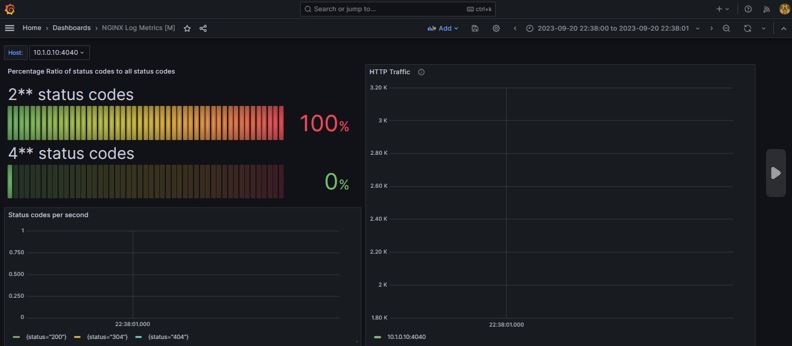 Search or jump to... ctrl+k
Home > Dashboards > NGINX Log Metrics [M] Add 2023-09-20 22:38:00 to 2023-09-20 22:38:01
Host: 10.1.0.10:4040
Percentage Ratio of status codes to all status codes
2** status codes
100%
4** status codes
0%
Status codes per second
1
0.750
0.500
0.250
0
22:38:01.000
{status="200"} {status="304"} {status="404"}
HTTP Traffic
3.20 K
3 K
2.80 K
2.60 K
2.40 K
2.20 K
2 K
1.80 K
22:38:01.000
10.1.0.10:4040